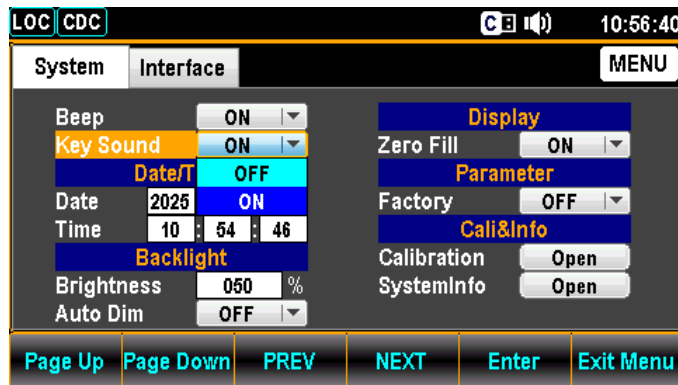 LOC CDC C 10:56:40
System Interface MENU
Beep ON
Key Sound ON
OFF
ON
Date/T
Date 2025
Time 10 : 54 : 46
Backlight
Brightness 050 %
Auto Dim OFF
Display
Zero Fill ON
Parameter
Factory OFF
Cali&Info
Calibration Open
SystemInfo Open
Page Up Page Down PREV NEXT Enter Exit Menu